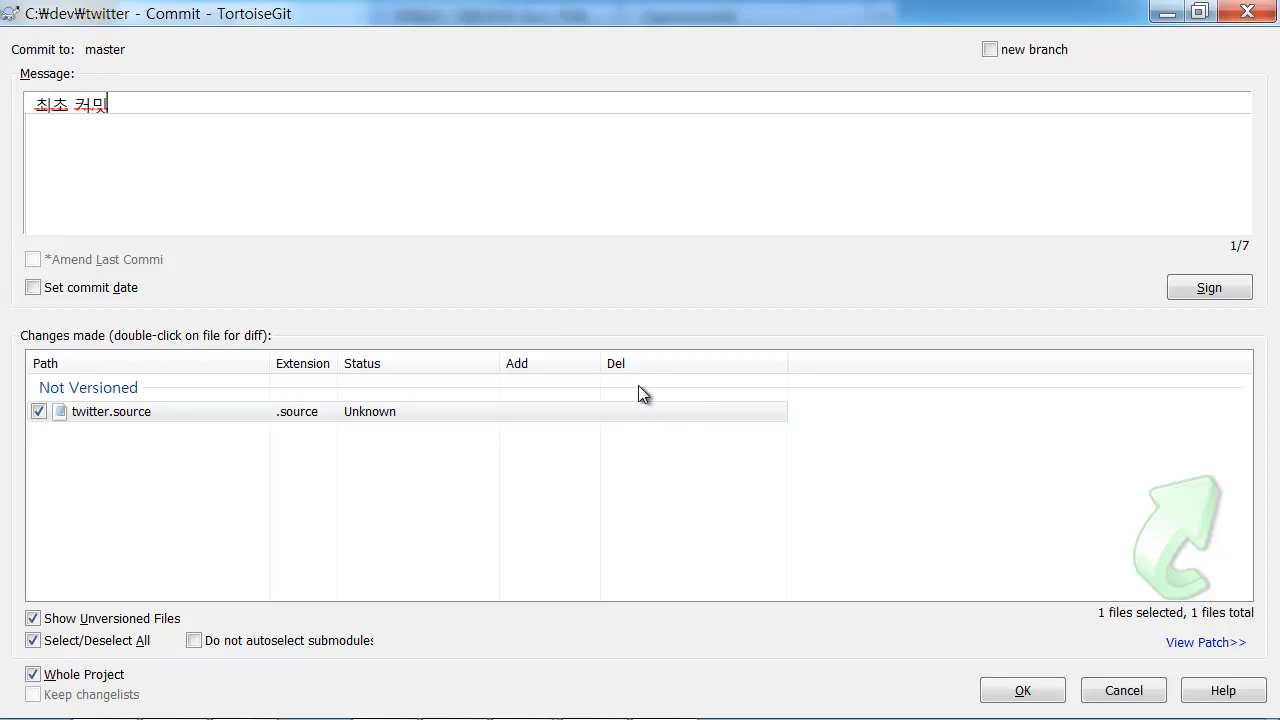 C:₩dev₩twitter - Commit - TortoiseGit
Commit to: master
new branch
Message:
최초 커밋
1/7
*Amend Last Commi
Set commit date
Sign
Changes made (double-click on file for diff):
Path Extension Status Add Del
Not Versioned
twitter.source .source Unknown
Show Unversioned Files
1 files selected, 1 files total
Select/Deselect All Do not autoselect submodules
View Patch>>
Whole Project
Keep changelists
OK Cancel Help